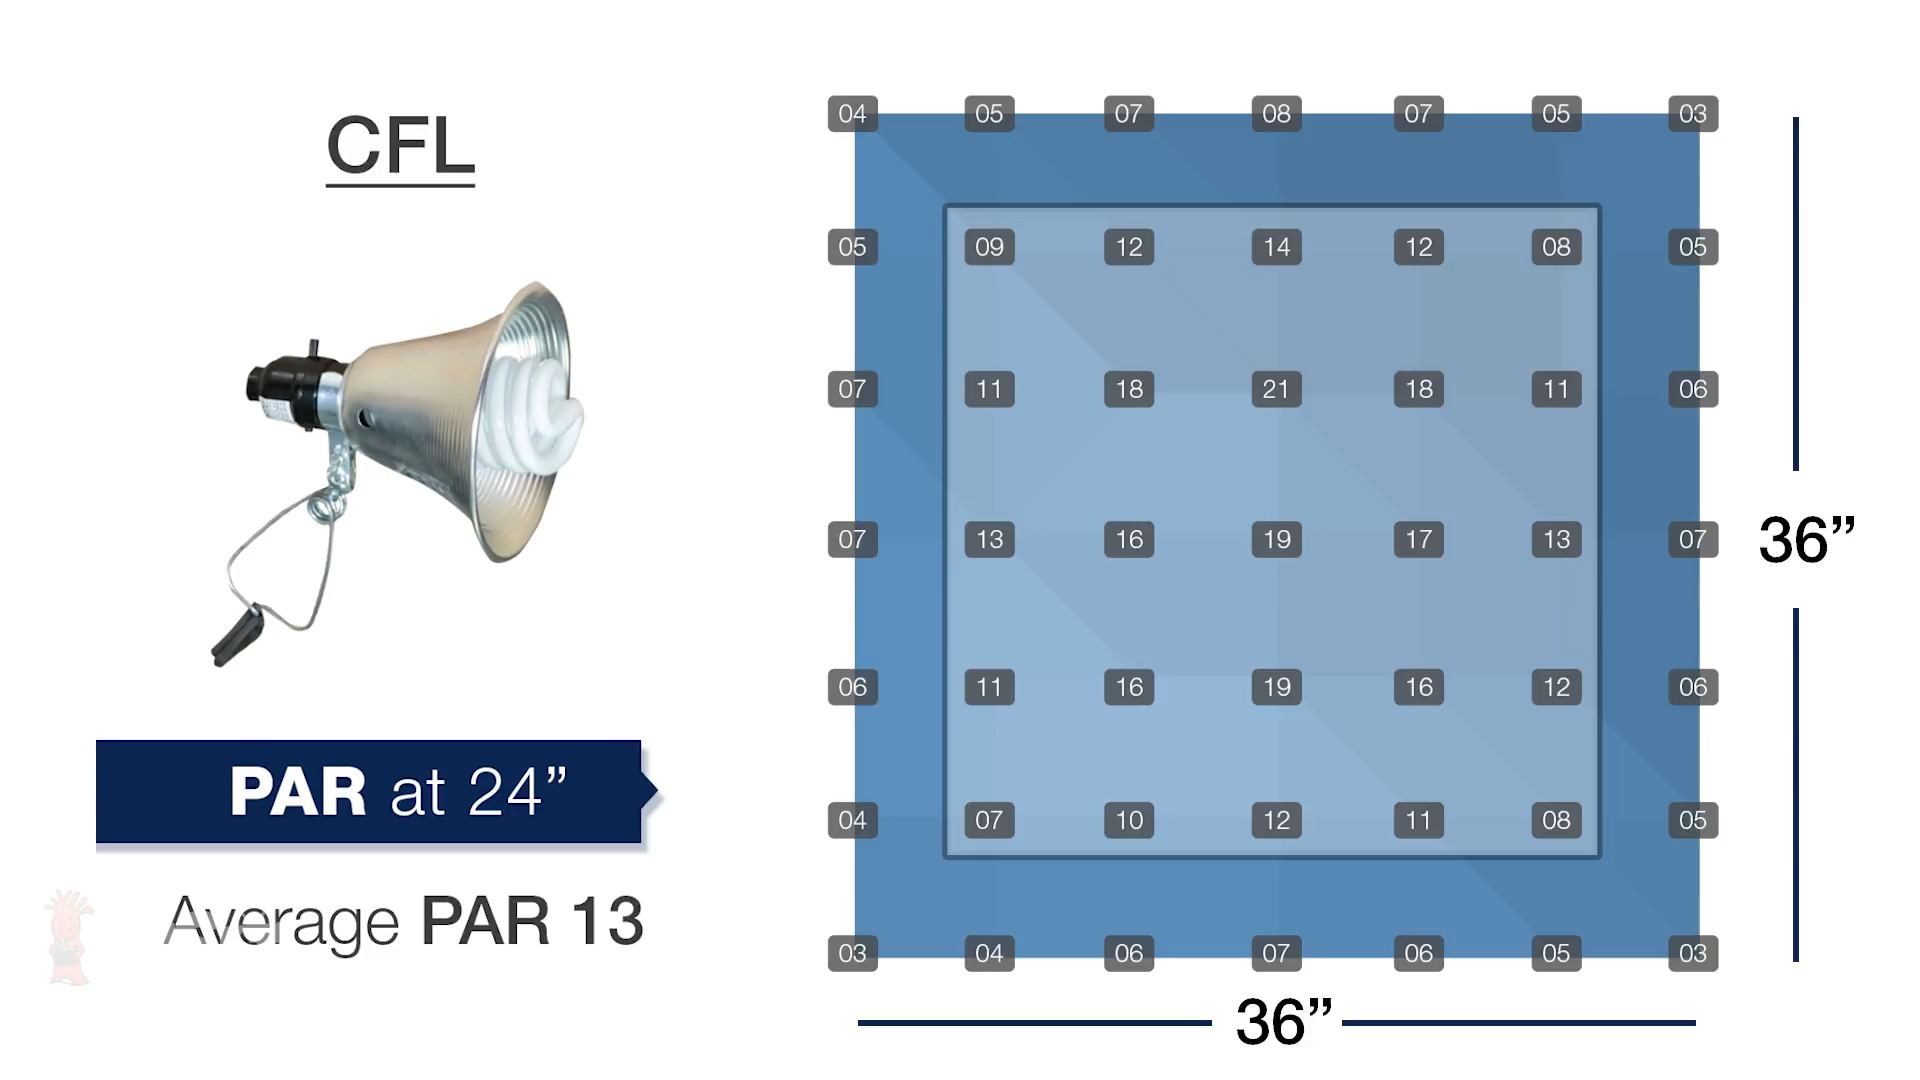 CFL
PAR at 24”
Average PAR 13
04 05 07 08 07 05 03
05 09 12 14 12 08 05
07 11 18 21 18 11 06
07 13 16 19 17 13 07
06 11 16 19 16 12 06
04 07 10 12 11 08 05
03 04 06 07 06 05 03
36”
36”